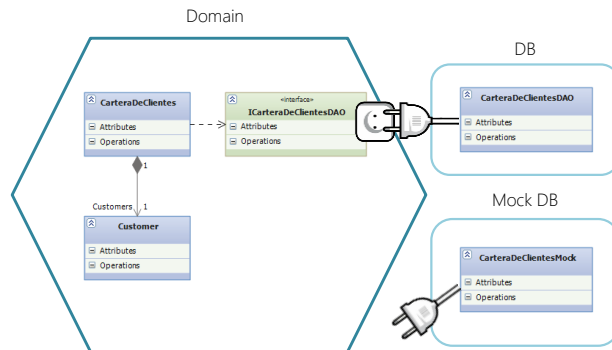 Domain
CarteraDeClientes
Attributes
Operations
«interface»
ICarteraDeClientesDAO
Attributes
Operations
1
Customers
1
Customer
Attributes
Operations
DB
CarteraDeClientesDAO
Attributes
Operations
Mock DB
CarteraDeClientesMock
Attributes
Operations